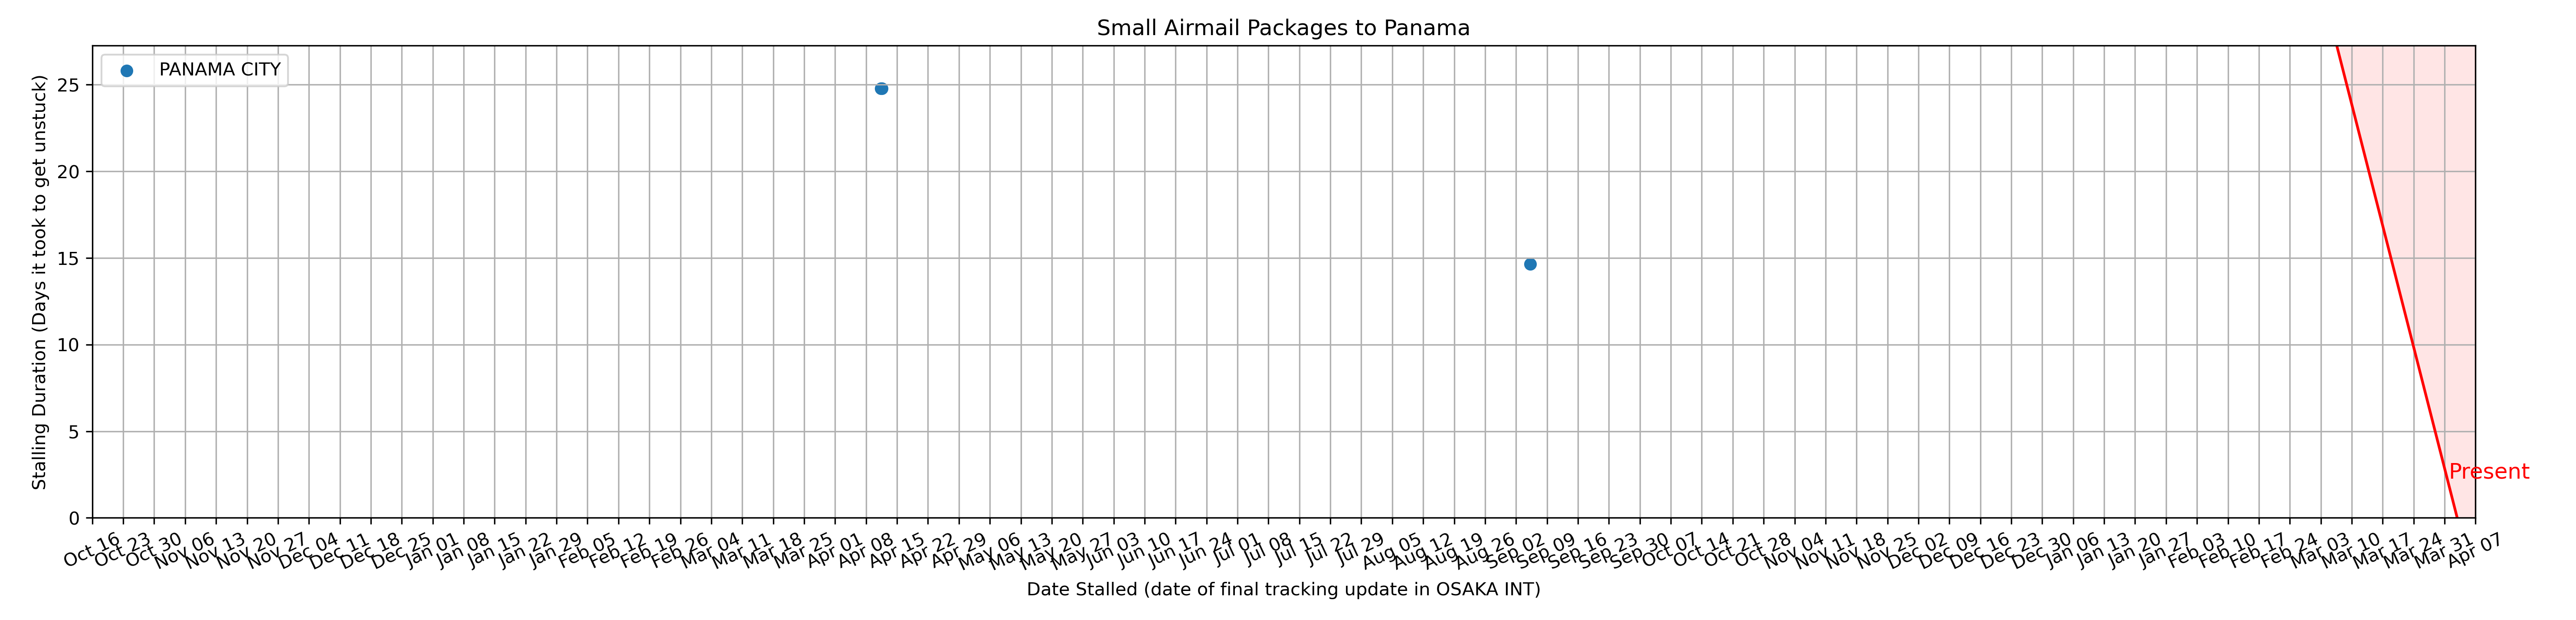 Small Airmail Packages to Panama
PANAMA CITY
Stalling Duration (Days it took to get unstuck)
25
20
15
10
5
0
Present
Oct 16 Oct 23 Oct 30 Nov 06 Nov 13 Nov 20 Nov 27 Dec 04 Dec 11 Dec 18 Dec 25 Jan 01 Jan 08 Jan 15 Jan 22 Jan 29 Feb 05 Feb 12 Feb 19 Feb 26 Mar 04 Mar 11 Mar 18 Mar 25 Apr 01 Apr 08 Apr 15 Apr 22 Apr 29 May 06 May 13 May 20 May 27 Jun 03 Jun 10 Jun 17 Jun 24 Jul 01 Jul 08 Jul 15 Jul 22 Jul 29 Aug 05 Aug 12 Aug 19 Aug 26 Sep 02 Sep 09 Sep 16 Sep 23 Sep 30 Oct 07 Oct 14 Oct 21 Oct 28 Nov 04 Nov 11 Nov 18 Nov 25 Dec 02 Dec 09 Dec 16 Dec 23 Dec 30 Jan 06 Jan 13 Jan 20 Jan 27 Feb 03 Feb 10 Feb 17 Feb 24 Mar 03 Mar 10 Mar 17 Mar 24 Mar 31 Apr 07
Date Stalled (date of final tracking update in OSAKA INT)